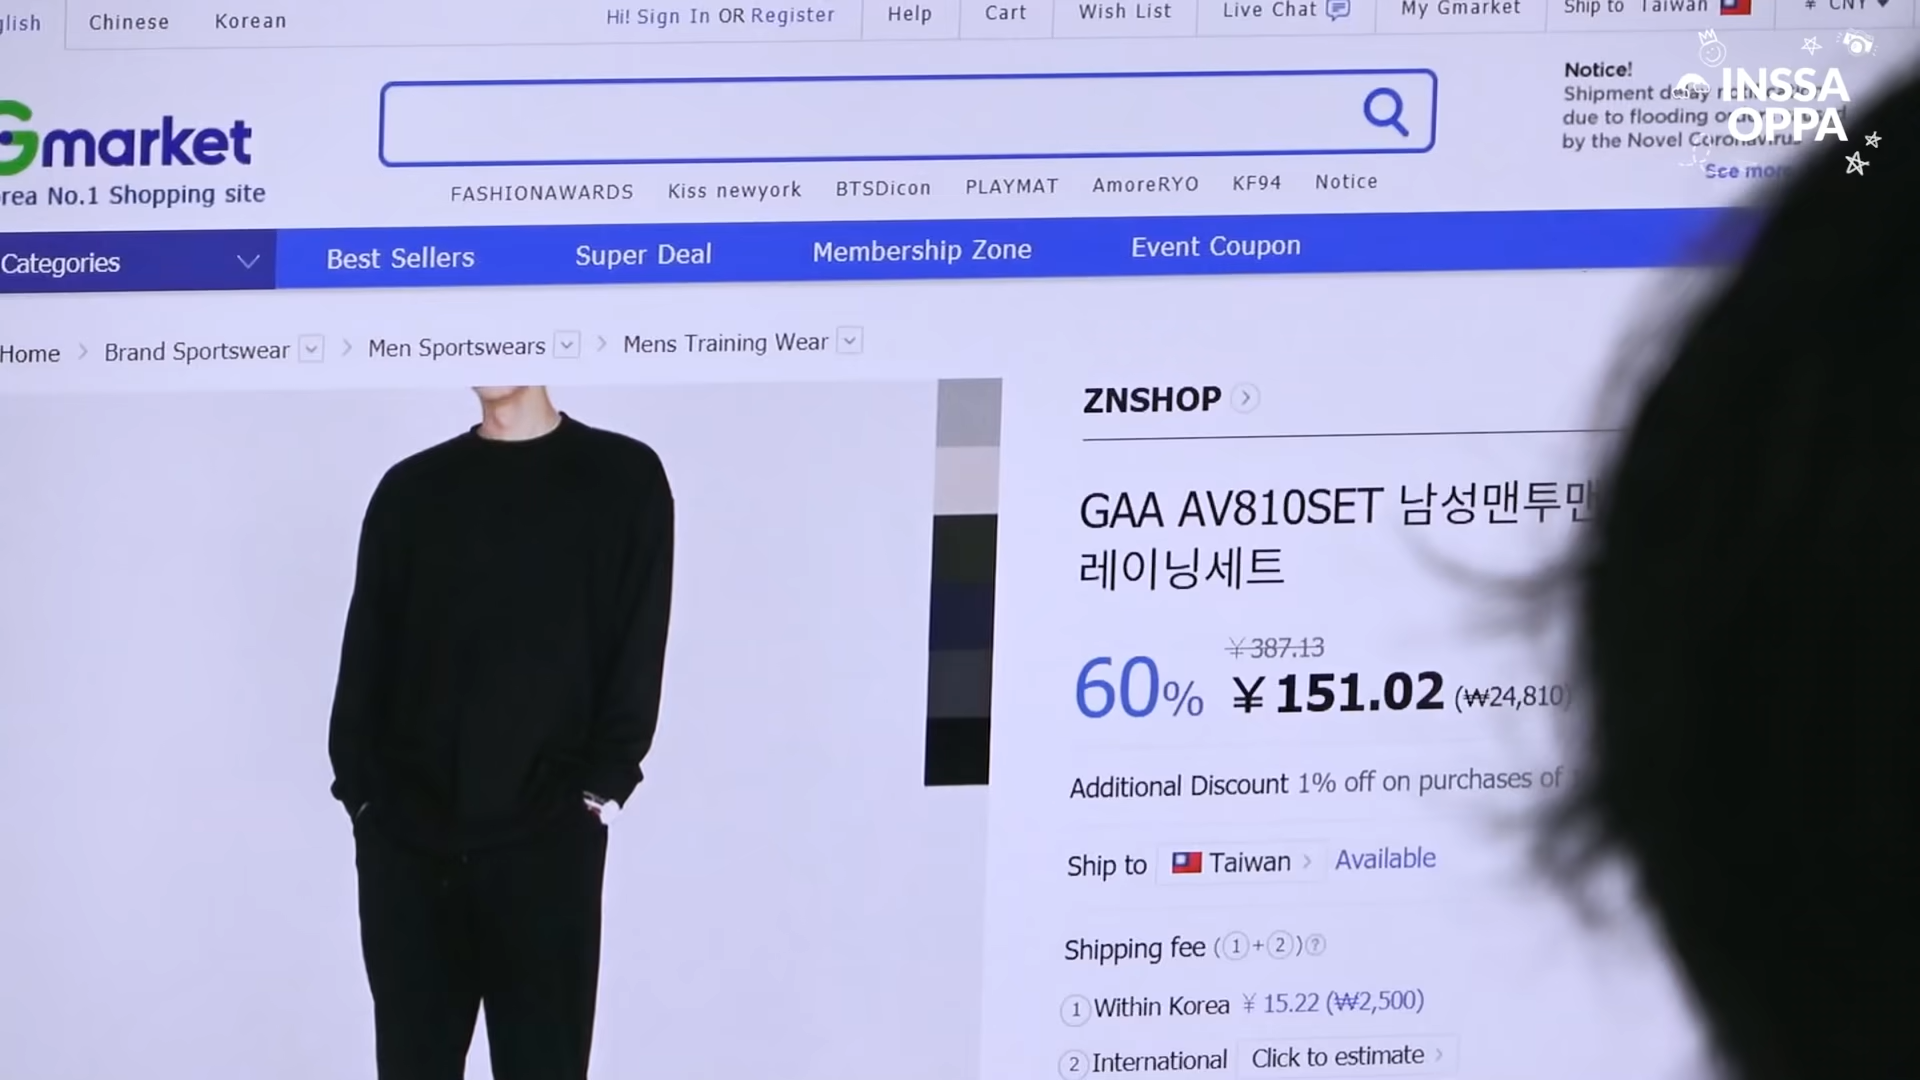 Chinese Korean Hi! Sign In OR Register Help Cart Wish List Live Chat My Gmarket Ship to Taiwan ¥ CNY
Gmarket
Korea No.1 Shopping site
Notice!
Shipment delay
due to flooding
by the Novel Coronavirus
See more
INSSA
OPPA
FASHIONAWARDS Kiss newyork BTSDicon PLAYMAT AmoreRYO KF94 Notice
Categories Best Sellers Super Deal Membership Zone Event Coupon
Home > Brand Sportswear > Men Sportswears > Mens Training Wear
ZNSHOP
GAA AV810SET 남성맨투맨
레이닝세트
¥387.13
60% ¥151.02 (₩24,810)
Additional Discount 1% off on purchases of
Ship to Taiwan > Available
Shipping fee (①+②)?
① Within Korea ¥ 15.22 (₩2,500)
② International Click to estimate >